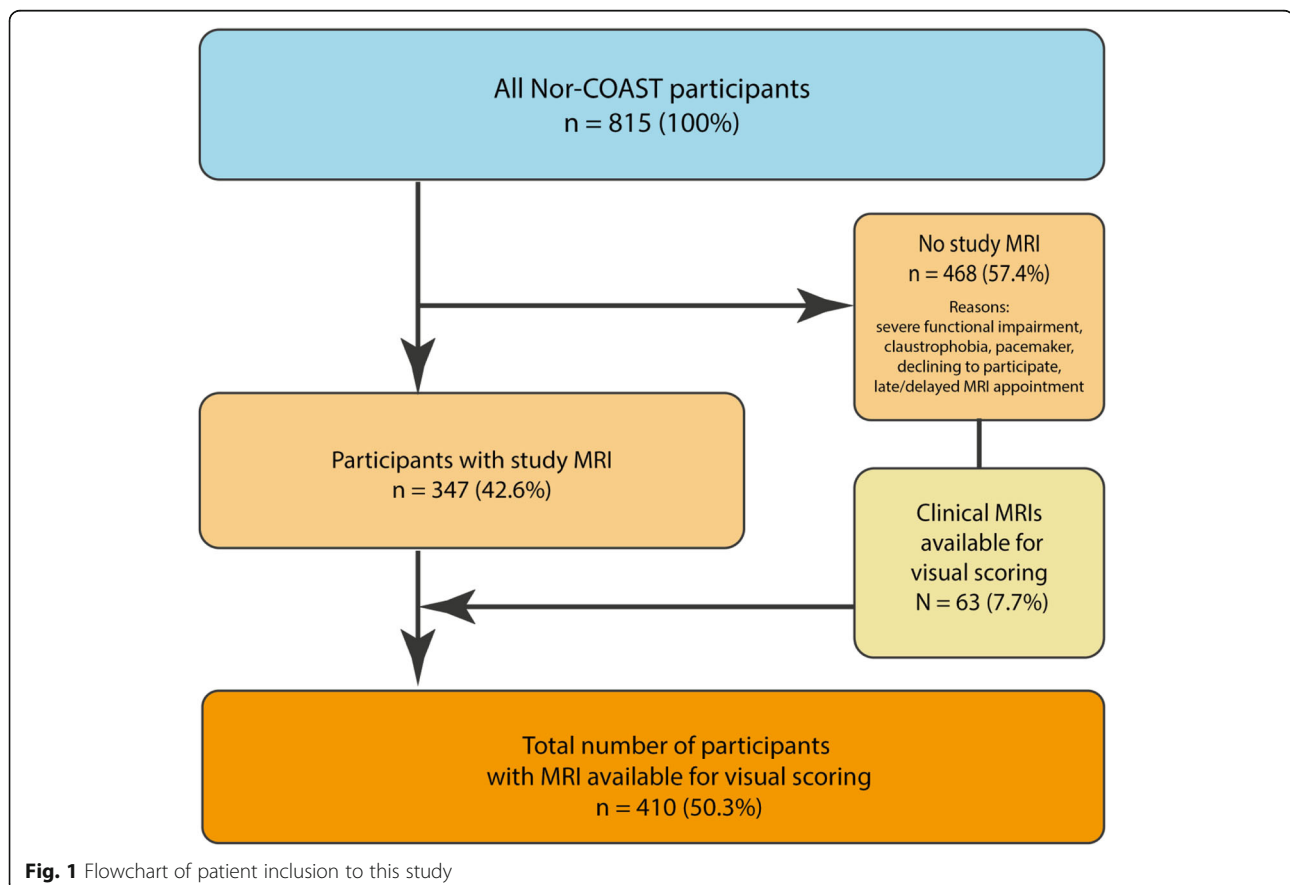 All Nor-COAST participants
n = 815 (100%)
No study MRI
n = 468 (57.4%)
Reasons:
severe functional impairment,
claustrophobia, pacemaker,
declining to participate,
late/delayed MRI appointment
Participants with study MRI
n = 347 (42.6%)
Clinical MRIs
available for
visual scoring
N = 63 (7.7%)
Total number of participants
with MRI available for visual scoring
n = 410 (50.3%)
Fig. 1 Flowchart of patient inclusion to this study